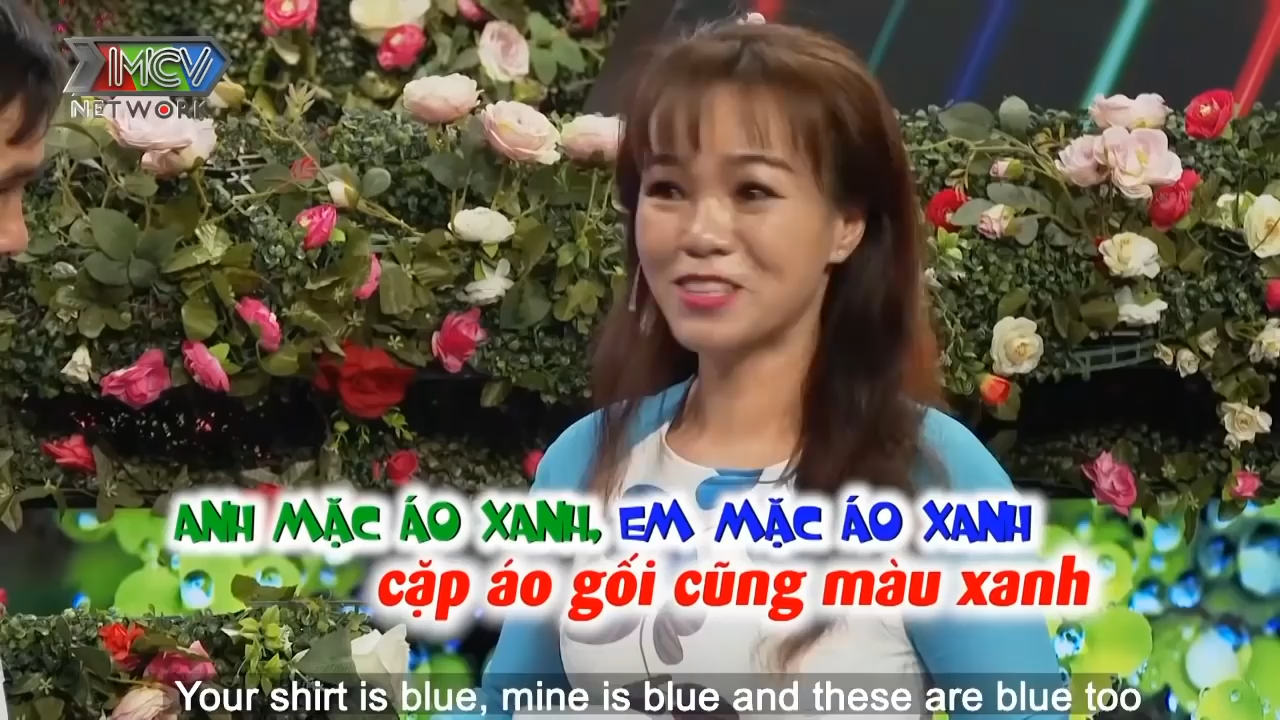 MCV
NETWORK
ANH MẶC ÁO XANH, EM MẶC ÁO XANH
cặp áo gối cũng màu xanh
Your shirt is blue, mine is blue and these are blue too